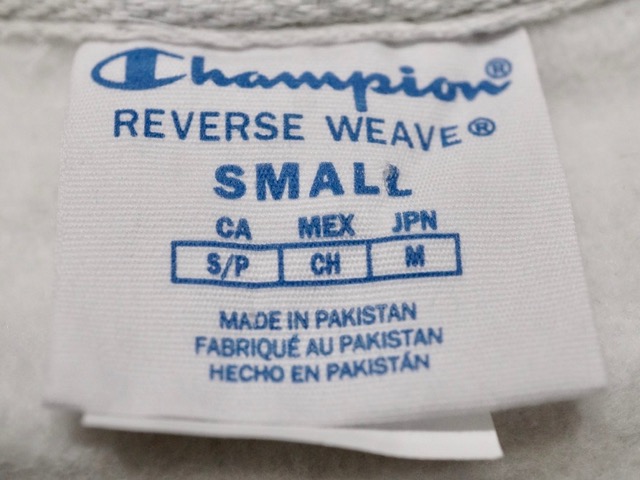 Champion®
REVERSE WEAVE®
SMALL
CA MEX JPN
S/P CH M
MADE IN PAKISTAN
FABRIQUÉ AU PAKISTAN
HECHO EN PAKISTÁN